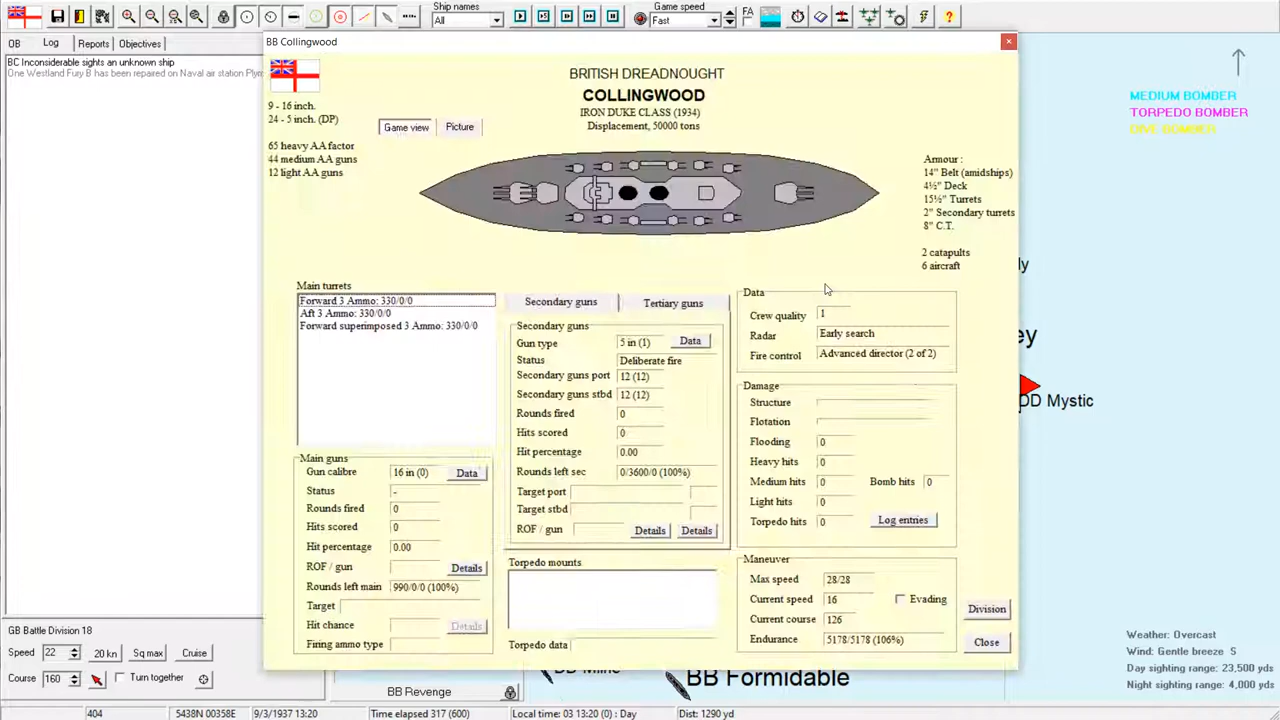 Ship names
All
Game speed
Fast
FA
OB
Log
Reports
Objectives
BC Inconsiderable sights an unknown ship
One Westland Fury B has been repared on Naval air station Plym
BB Collingwood
BRITISH DREADNOUGHT
COLLINGWOOD
IRON DUKE CLASS (1934)
Displacement, 50000 tons
9 - 16 inch.
24 - 5 inch. (DP)
65 heavy AA factor
44 medium AA guns
12 light AA guns
Game view
Picture
Armour :
14" Belt (amidships)
4½" Deck
15½" Turrets
2" Secondary turrets
8" C.T.
2 catapults
6 aircraft
Main turrets
Forward 3 Ammo: 330/0/0
Aft 3 Ammo: 330/0/0
Forward superimposed 3 Ammo: 330/0/0
Main guns
Gun calibre 16 in (0) Data
Status -
Rounds fired 0
Hits scored 0
Hit percentage 0.00
ROF / gun Details
Rounds left main 990/0/0 (100%)
Target
Hit chance Details
Firing ammo type
Secondary guns
Tertiary guns
Secondary guns
Gun type 5 in (1) Data
Status Deliberate fire
Secondary guns port 12 (12)
Secondary guns stbd 12 (12)
Rounds fired 0
Hits scored 0
Hit percentage 0.00
Rounds left sec 0/3600/0 (100%)
Target port
Target stbd
ROF / gun Details Details
Torpedo mounts
Torpedo data
Data
Crew quality 1
Radar Early search
Fire control Advanced director (2 of 2)
Damage
Structure
Flotation
Flooding 0
Heavy hits 0
Medium hits 0 Bomb hits 0
Light hits 0
Torpedo hits 0 Log entries
Maneuver
Max speed 28/28
Current speed 16 Evading
Current course 126
Endurance 5178/5178 (106%)
Division
Close
MEDIUM BOMBER
TORPEDO BOMBER
DIVE BOMBER
ly
ey
DD Mystic
Weather: Overcast
Wind: Gentle breeze S
Day sighting range: 23,500 yds
Night sighting range: 4,000 yds
GB Battle Division 18
Speed 22 20 kn Sq max Cruise
Course 160 Turn together
BB Revenge
DD Milne
BB Formidable
404
5438N 00358E
9/3/1937 13:20
Time elapsed 317 (600)
Local time: 03 13:20 (0) : Day
Dist: 1290 yd